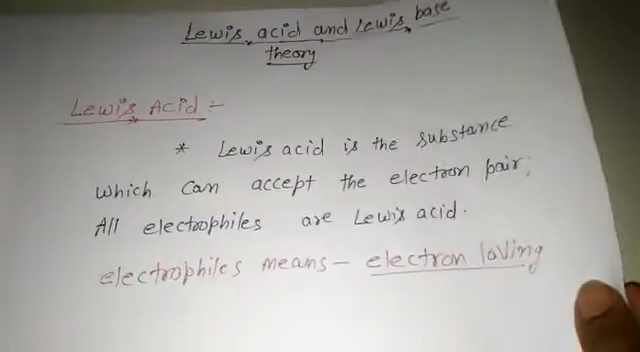 Lewis acid and Lewis base
theory
Lewis Acid :-
* Lewis acid is the substance
which can accept the electron pair.
All electrophiles are Lewis acid.
electrophiles means - electron loving